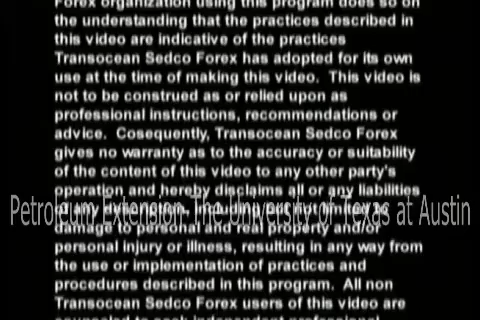 Forex organization using this program does so on
the understanding that the practices described in
this video are indicative of the practices
Transocean Sedco Forex has adopted for its own
use at the time of making this video. This video is
not to be construed as or relied upon as
professional instructions, recommendations or
advice. Cosequently, Transocean Sedco Forex
gives no warranty as to the accuracy or suitability
of the content of this video to any other party's
operation and hereby disclaims all or any liabilities
Petroleum Extension-The University of Texas at Austin
damage to personal and real property and/or
personal injury or illness, resulting in any way from
the use or implementation of practices and
procedures described in this program. All non
Transocean Sedco Forex users of this video are
counseled to seek independent professional